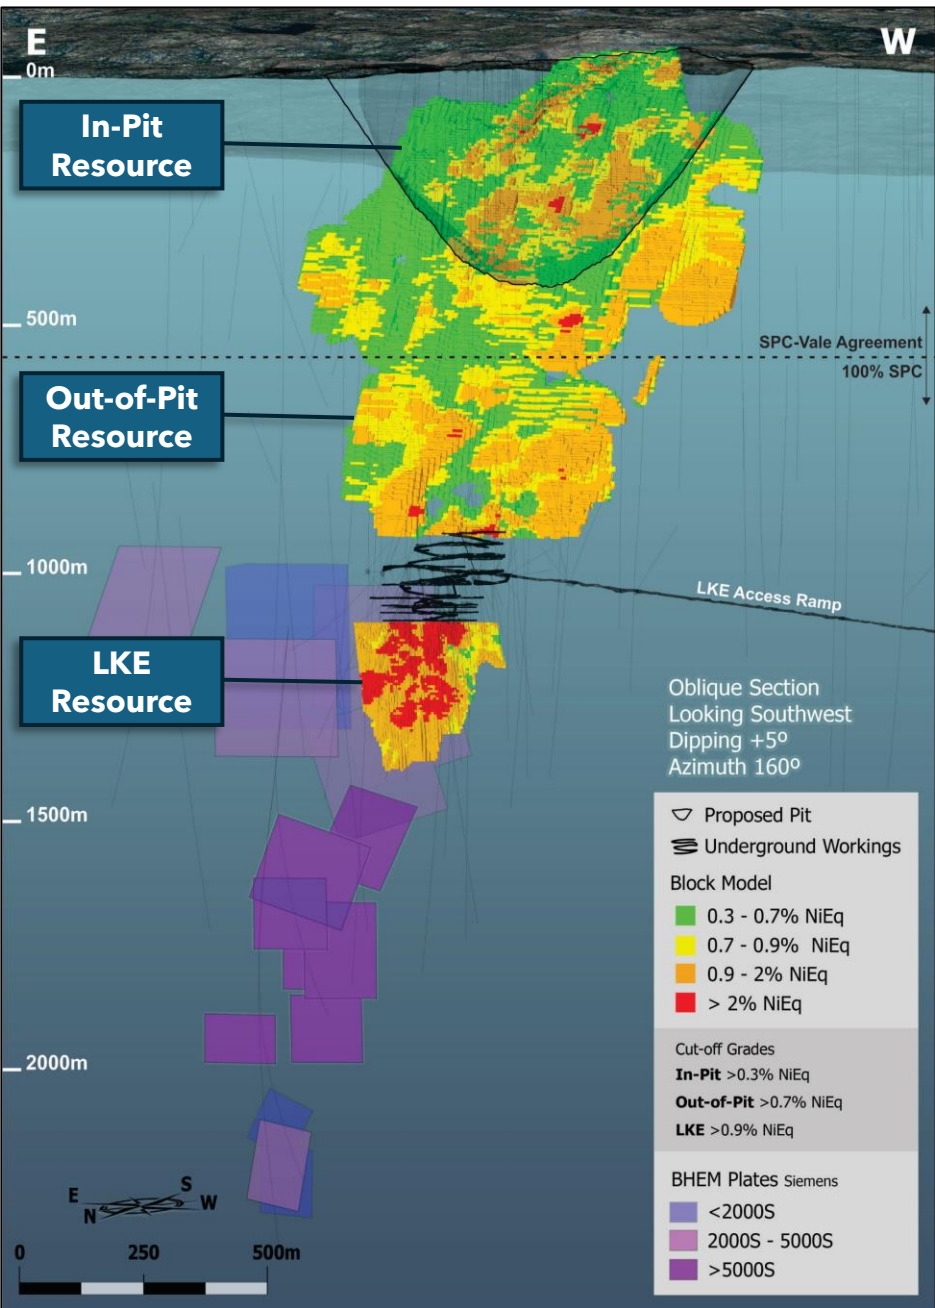 E
W
0m
In-Pit
Resource
500m
SPC-Vale Agreement
100% SPC
Out-of-Pit
Resource
1000m
LKE Access Ramp
LKE
Resource
Oblique Section
Looking Southwest
Dipping +5º
Azimuth 160º
1500m
Proposed Pit
Underground Workings
Block Model
0.3 - 0.7% NiEq
0.7 - 0.9% NiEq
0.9 - 2% NiEq
> 2% NiEq
2000m
Cut-off Grades
In-Pit >0.3% NiEq
Out-of-Pit >0.7% NiEq
LKE >0.9% NiEq
BHEM Plates Siemens
<2000S
2000S - 5000S
>5000S
E
S
N
W
0 250 500m